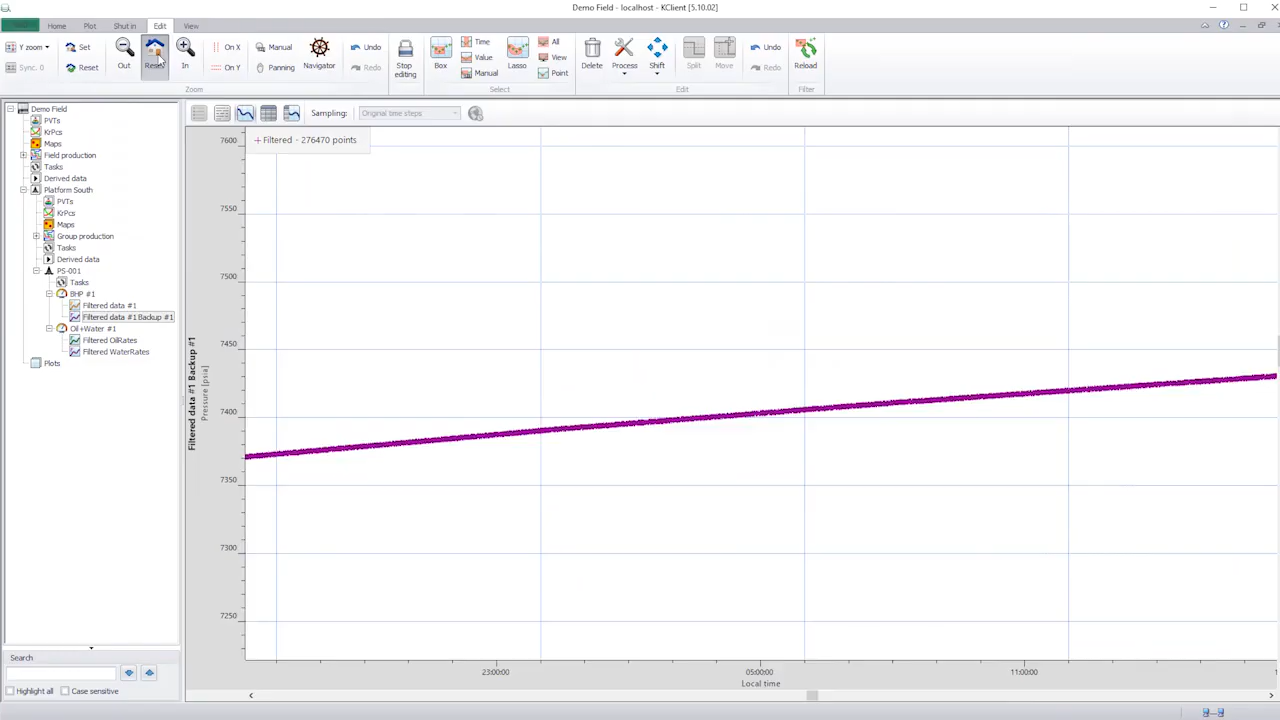 Demo Field - localhost - KClient [5.10.02]
Home Plot Shut in Edit View
Y zoom Set On X Manual Undo Time All Undo
Out Reset In Navigator Stop editing Box Value Lasso View Delete Process Shift Split Move Reload
Sync. 0 Reset On Y Panning Redo Manual Point Redo
Zoom Select Edit Filter
Demo Field
PVTs
KrPcs
Maps
Field production
Tasks
Derived data
Platform South
PVTs
KrPcs
Maps
Group production
Tasks
Derived data
PS-001
Tasks
BHP #1
Filtered data #1
Filtered data #1 Backup #1
Oil+Water #1
Filtered OilRates
Filtered WaterRates
Plots
Search
Highlight all Case sensitive
Sampling: Original time steps
Filtered - 276470 points
7600
7550
7500
7450
7400
7350
7300
7250
Filtered data #1 Backup #1
Pressure [psia]
23:00:00 05:00:00 11:00:00 1
Local time